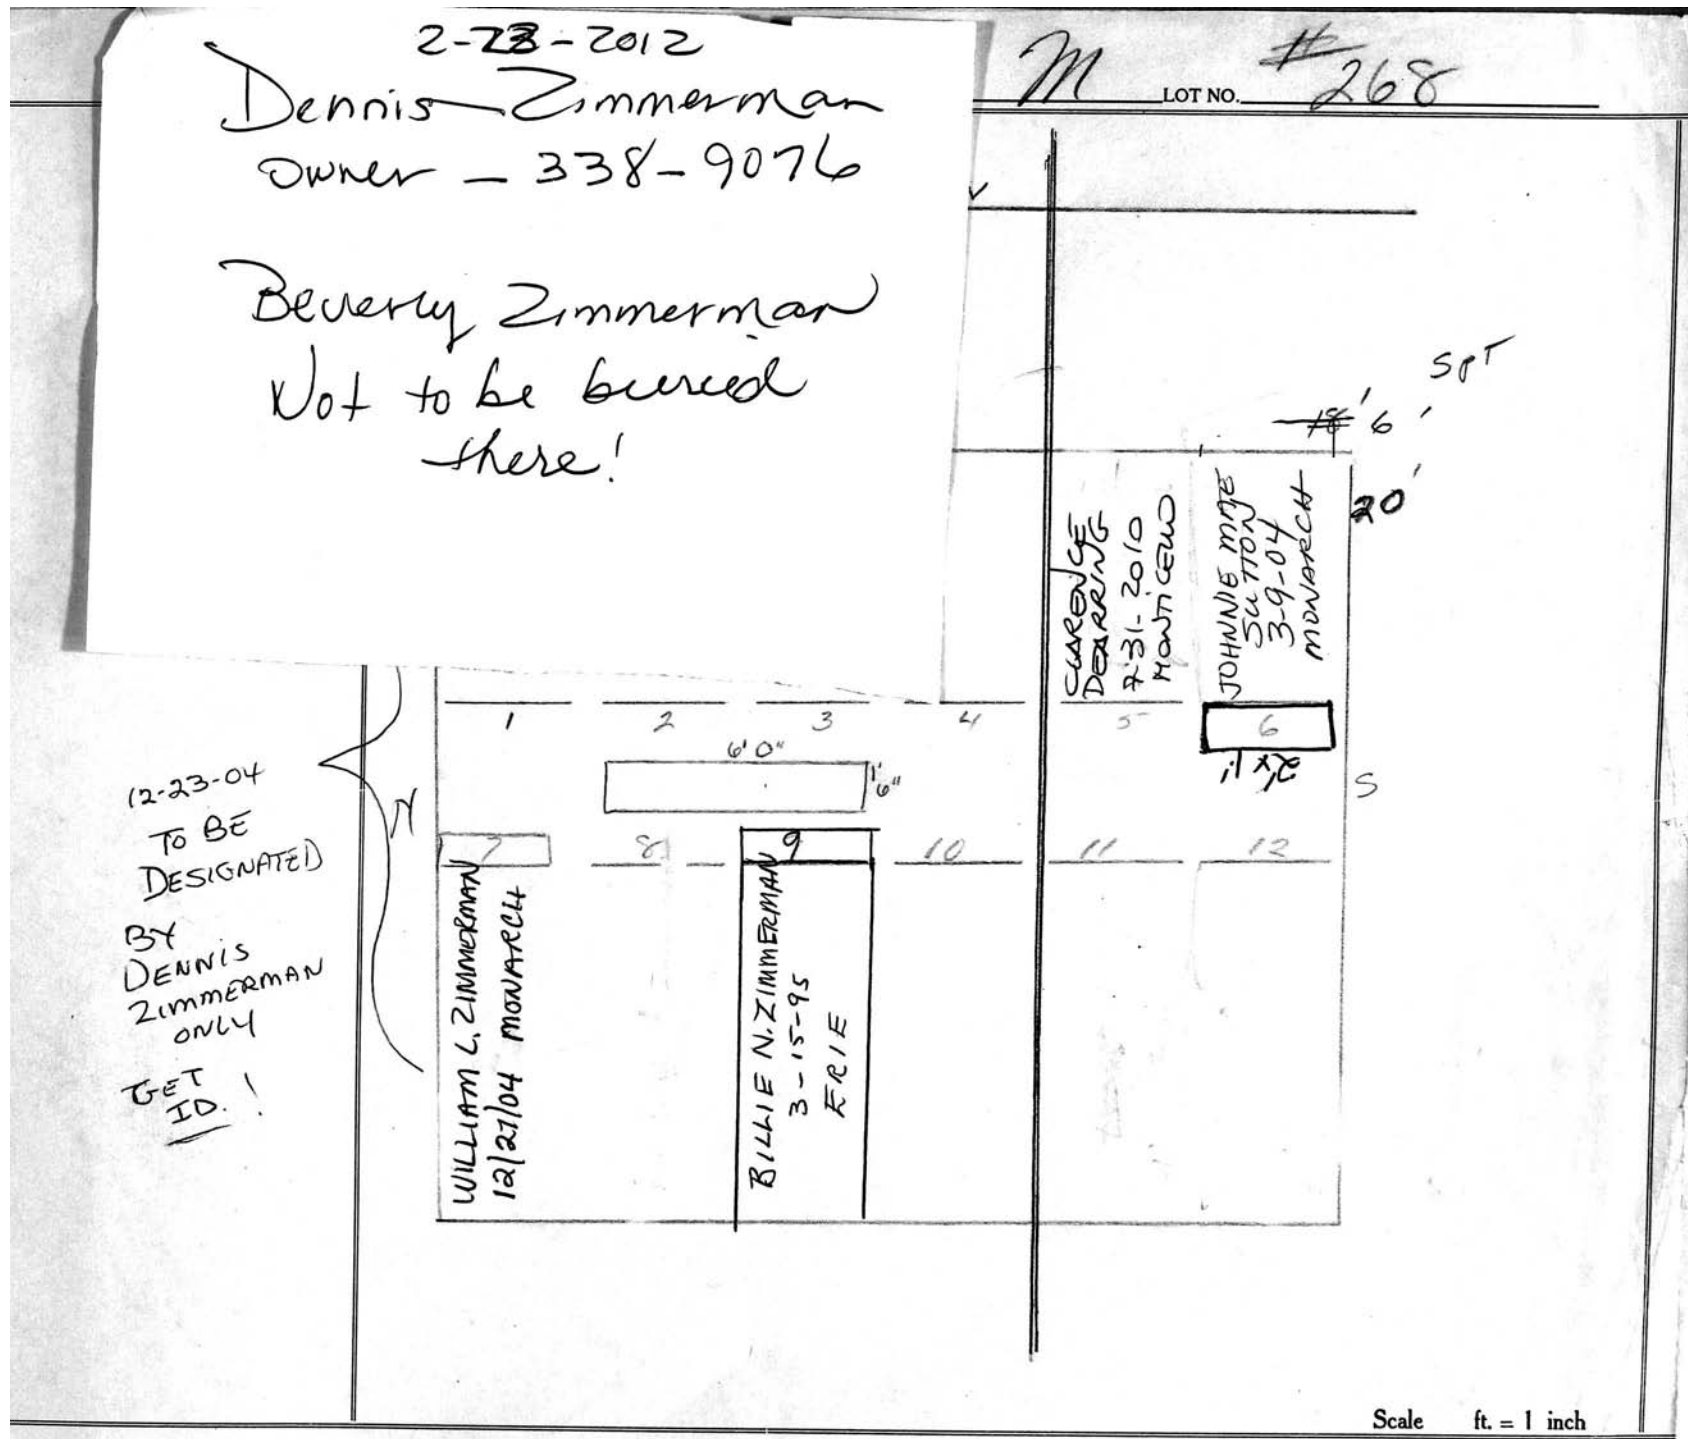 2-23-2012
Dennis Zimmerman
owner - 338-9076
Beverly Zimmerman
Not to be buried
there!
M LOT NO. # 268
SPT
18' 6'
20'
CLARENCE
DEARRING
7-31-2010
MONTICELLO
JOHNNIE MAE
SUTTON
3-9-04
MONARCH
1 2 3 4 5 6
6' 0"
1' 6"
2' x 1'
N
S
7 8 9 10 11 12
12-23-04
TO BE
DESIGNATED
BY
DENNIS
ZIMMERMAN
ONLY
GET
ID. !
WILLIAM L. ZIMMERMAN
12/27/04 MONARCH
BILLIE N. ZIMMERMAN
3-15-95
ERIE
Scale ft. = 1 inch